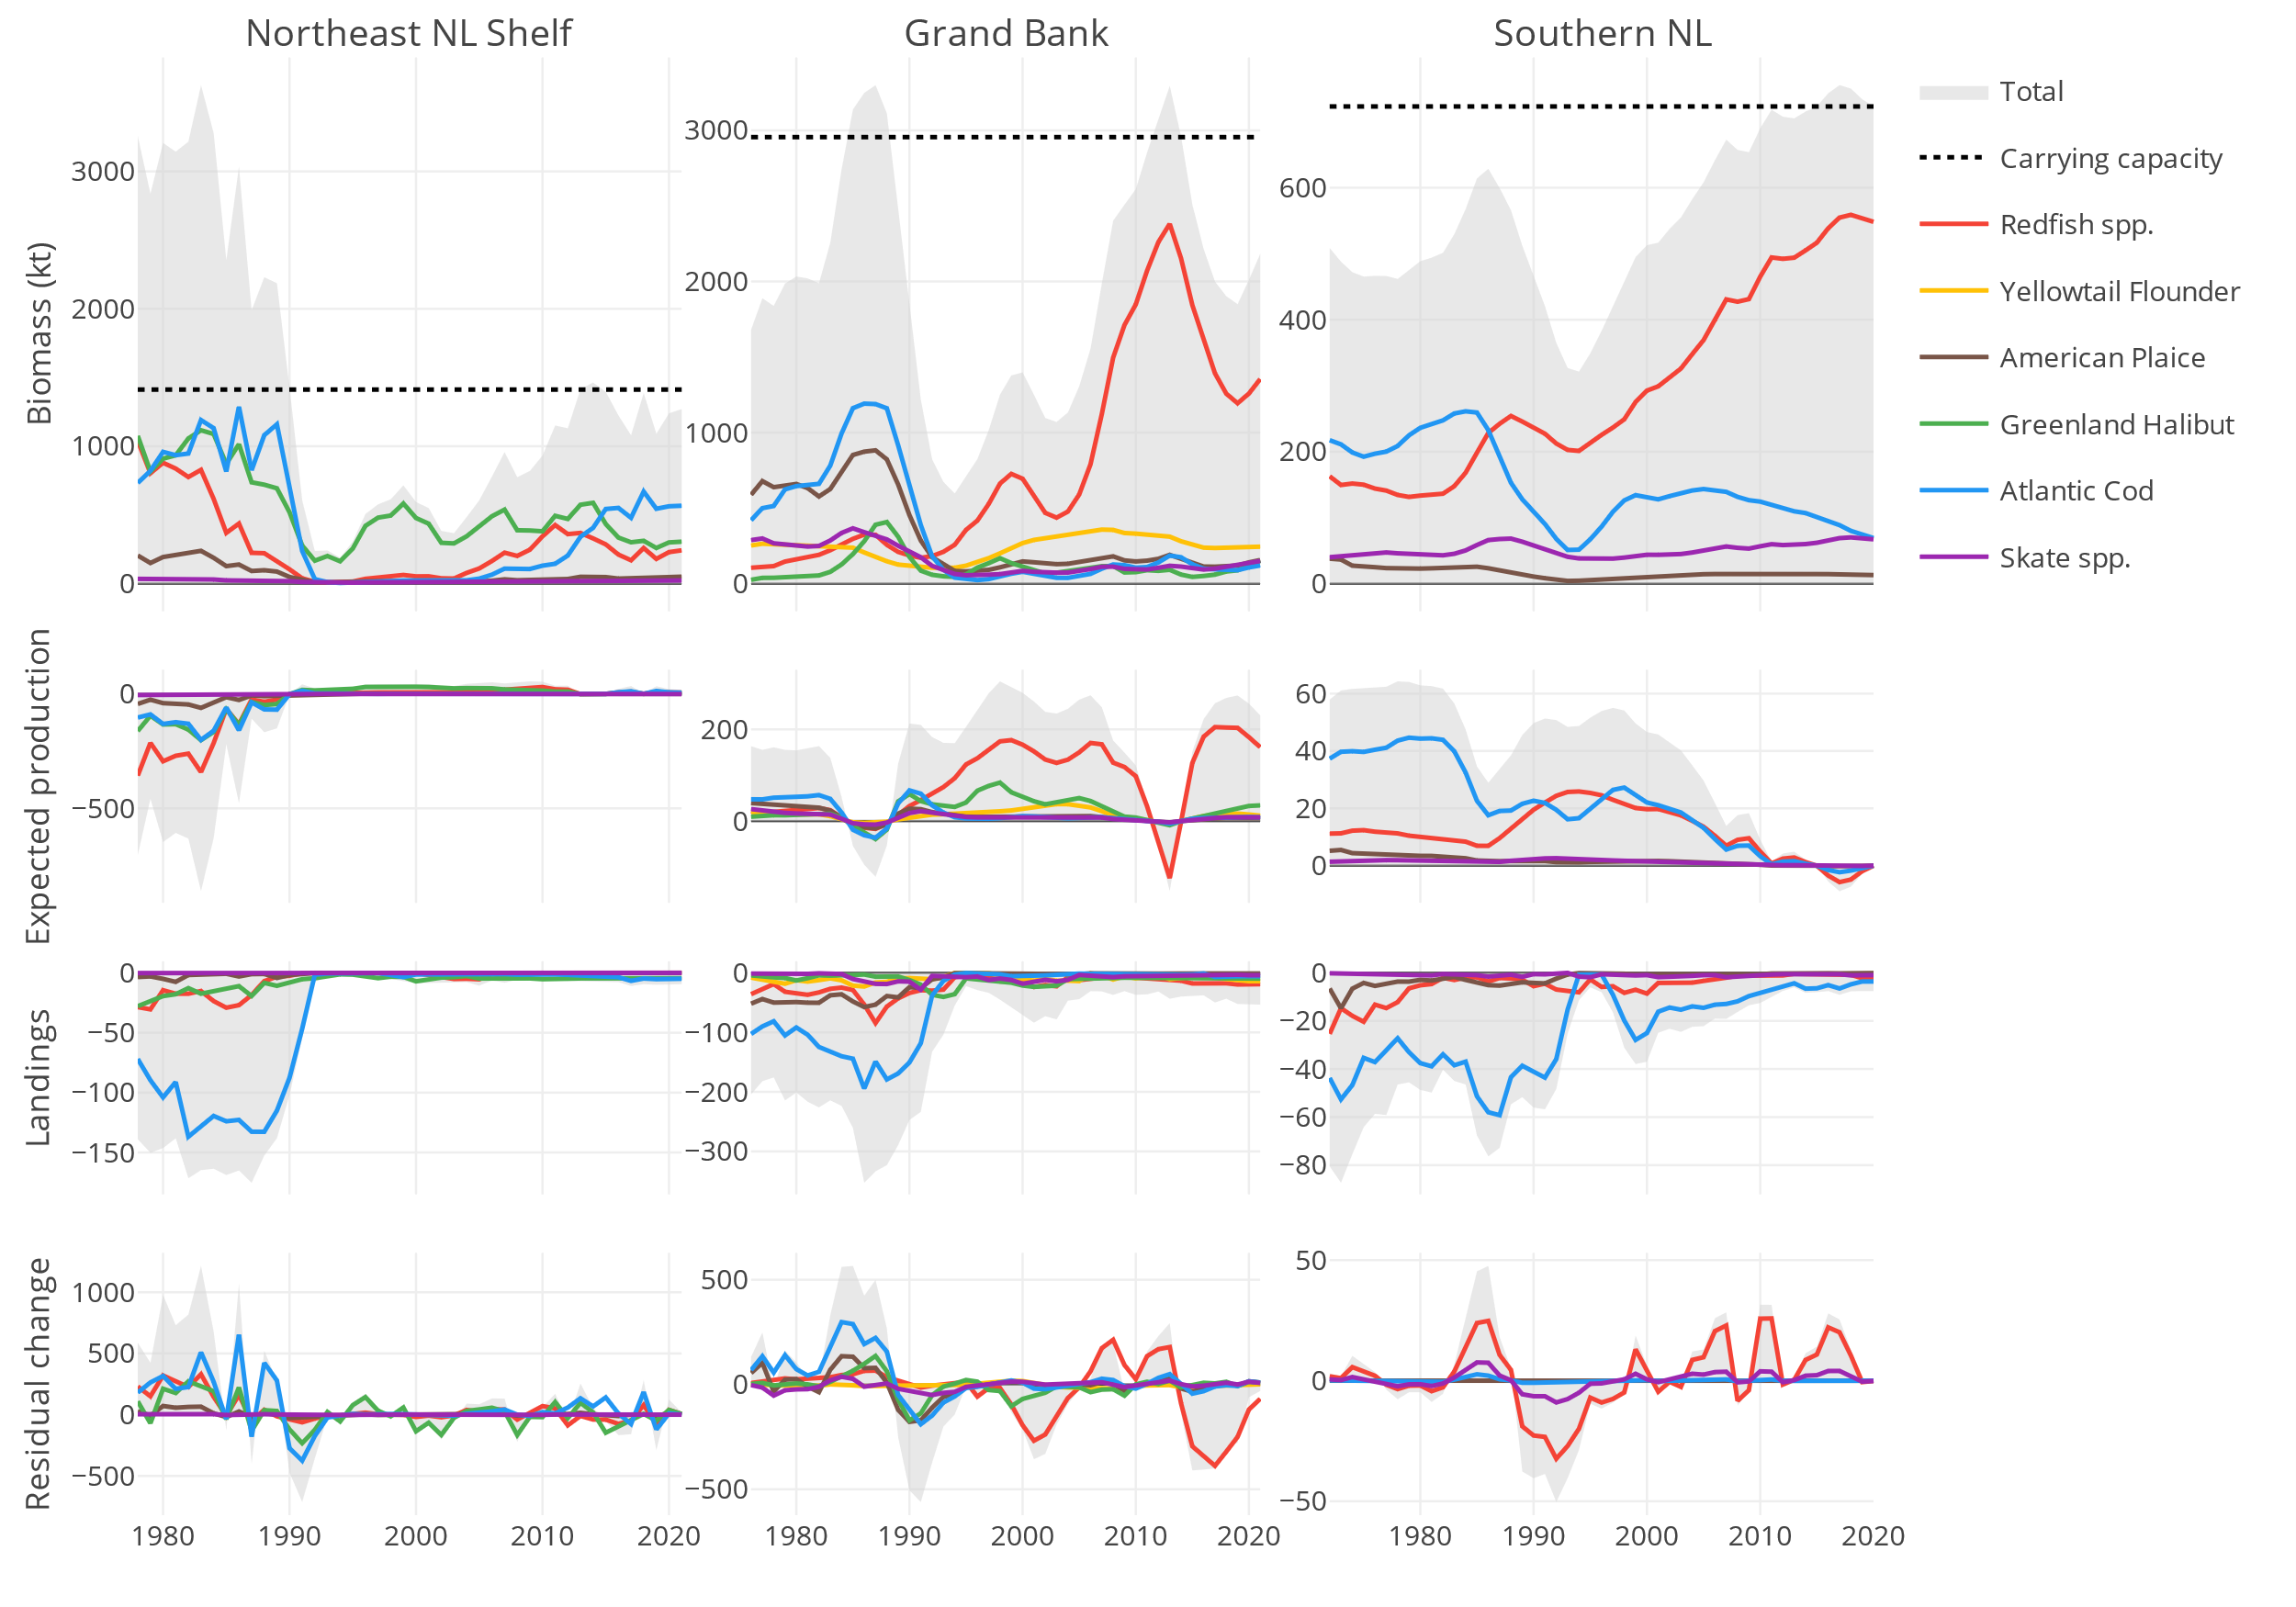 Northeast NL Shelf
Grand Bank
Southern NL
Total
Carrying capacity
Redfish spp.
Yellowtail Flounder
American Plaice
Greenland Halibut
Atlantic Cod
Skate spp.
Biomass (kt)
3000
2000
1000
0
3000
2000
1000
0
600
400
200
0
Expected production
0
−500
200
0
60
40
20
0
Landings
0
−50
−100
−150
0
−100
−200
−300
0
−20
−40
−60
−80
Residual change
1000
500
0
−500
500
0
−500
50
0
−50
1980 1990 2000 2010 2020
1980 1990 2000 2010 2020
1980 1990 2000 2010 2020